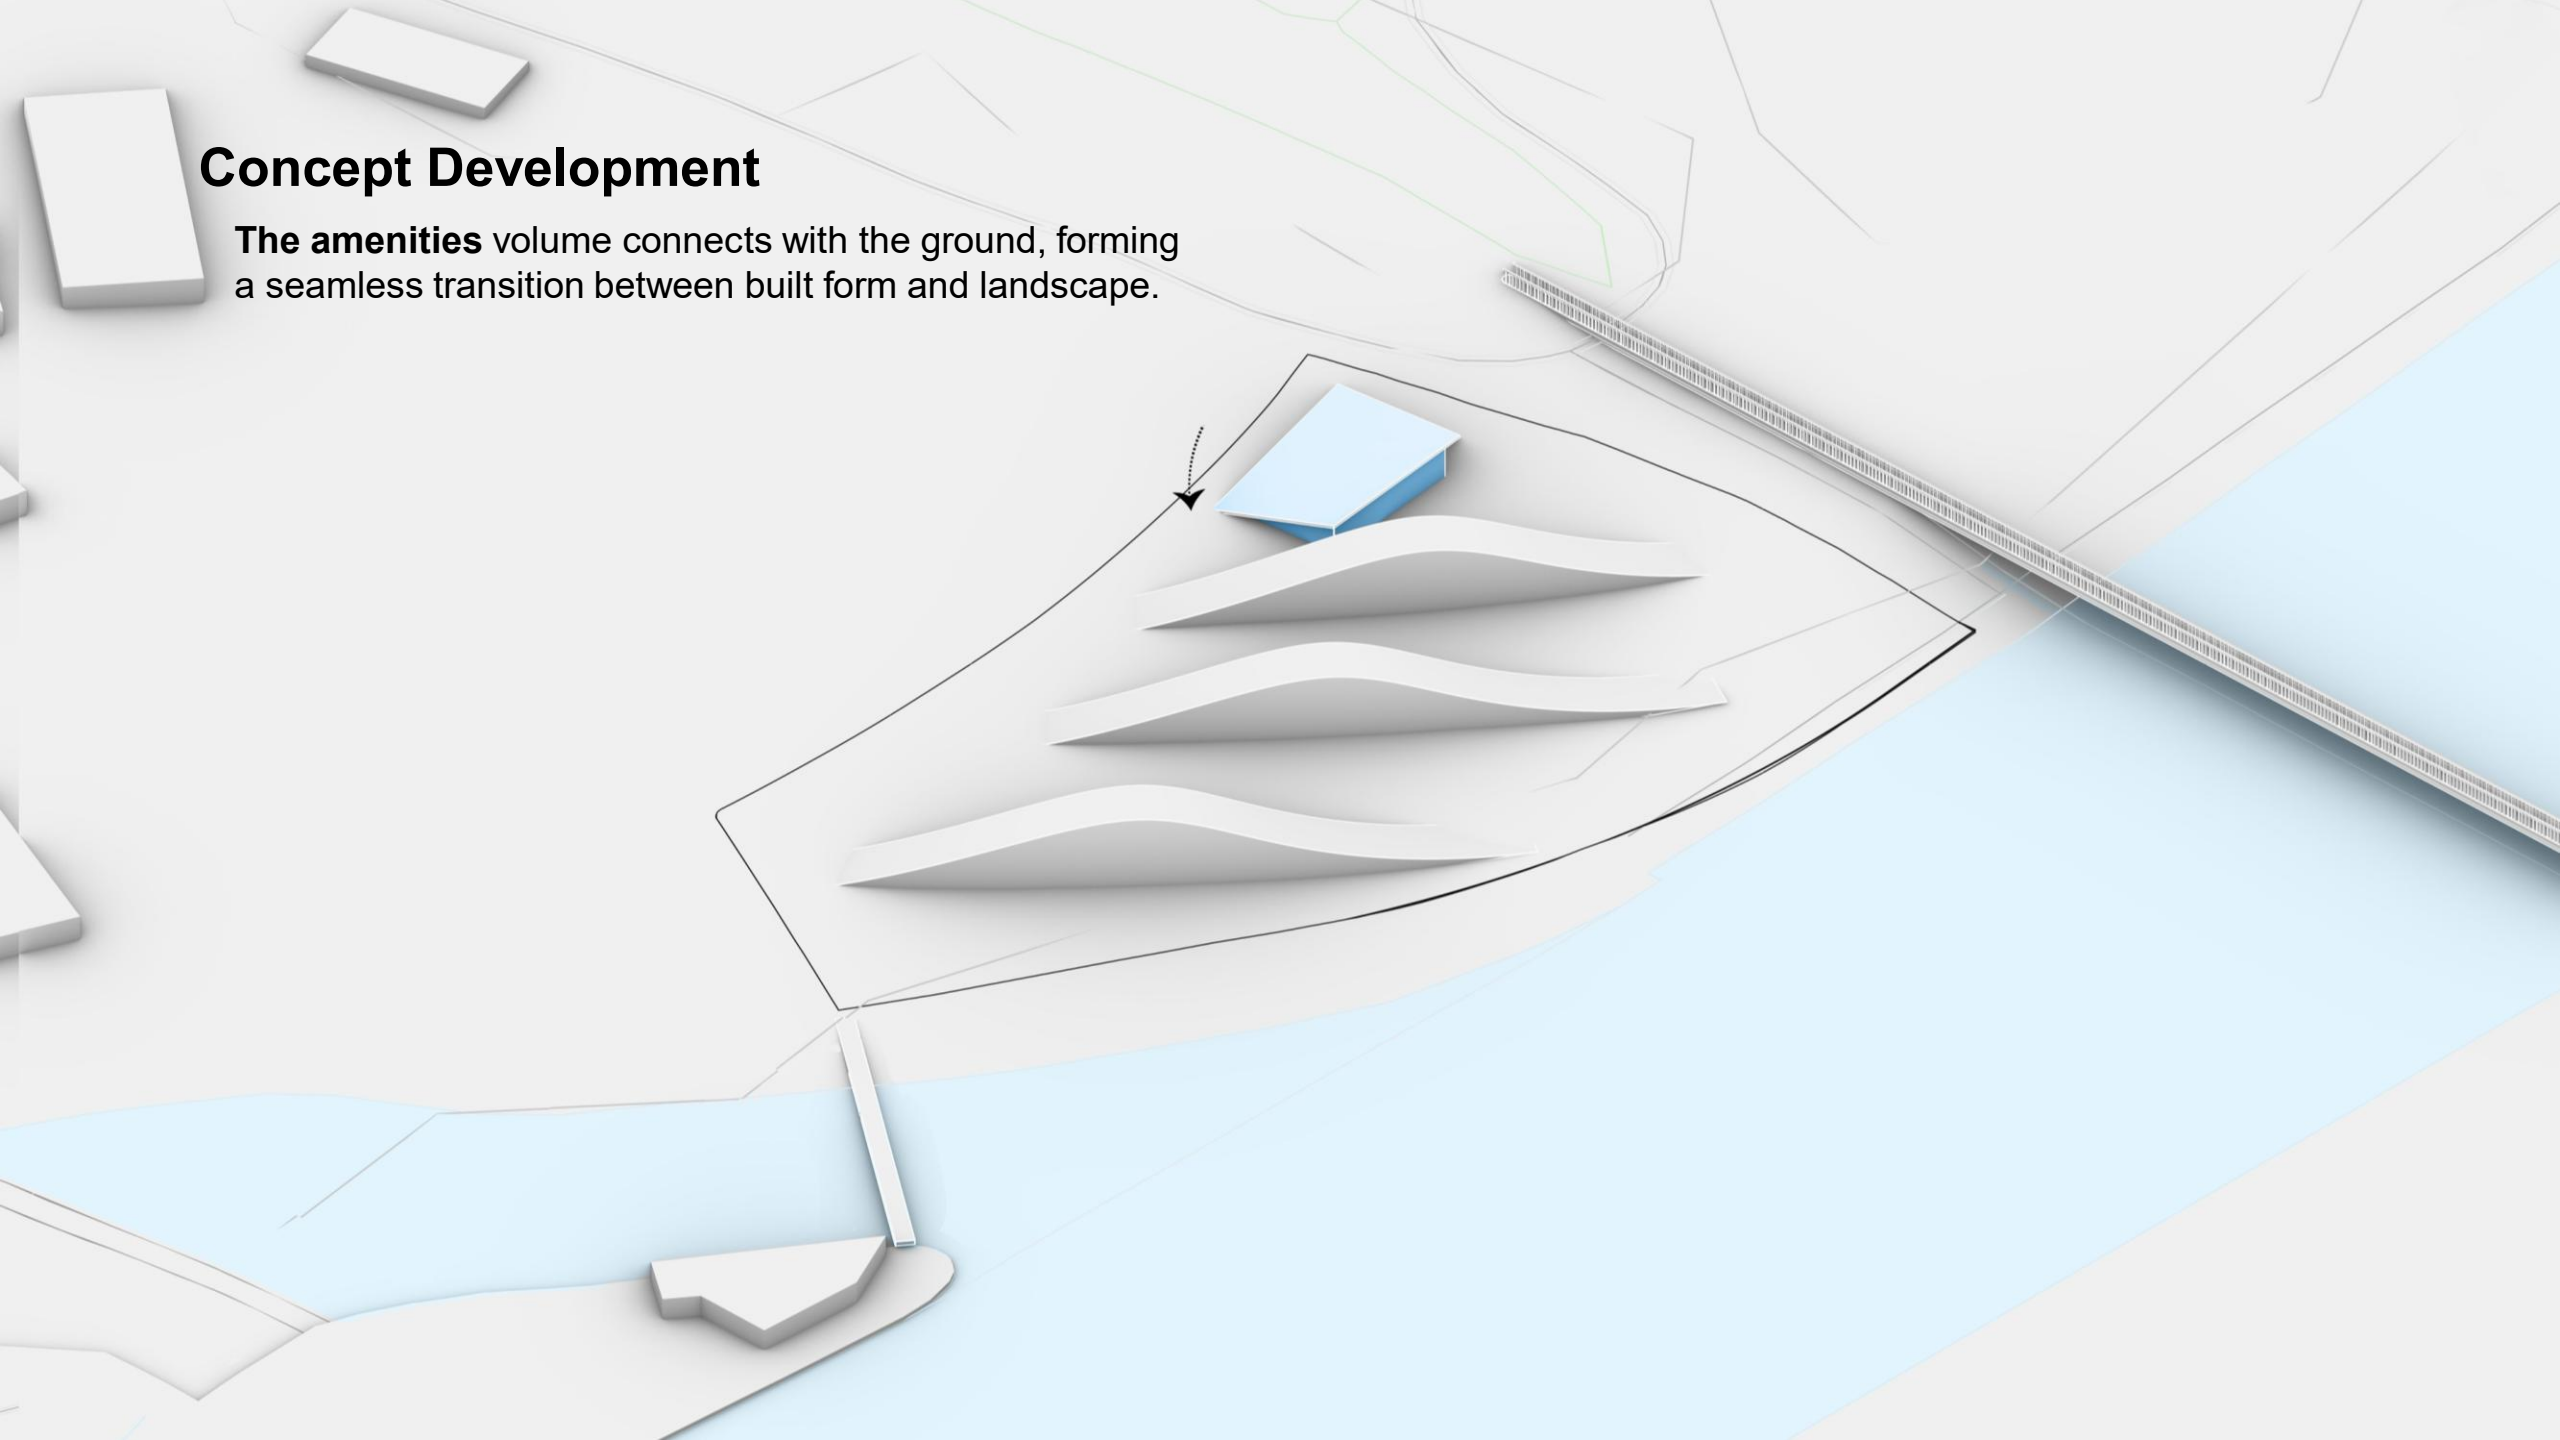 Concept Development
The amenities volume connects with the ground, forming
a seamless transition between built form and landscape.